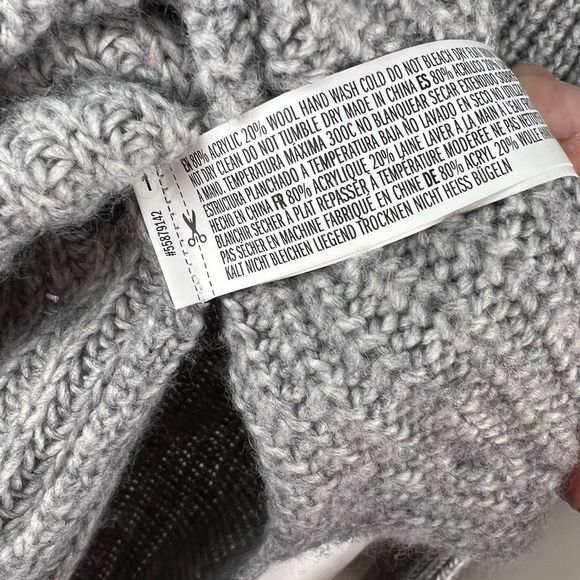 EN 80% ACRYLIC 20% WOOL HAND WASH COLD DO NOT BLEACH DRY FLAT
NOT DRY CLEAN DO NOT TUMBLE DRY MADE IN CHINA ES 80% ACRÍLICO 20%
A MANO. TEMPERATURA MÁXIMA 30OC NO BLANQUEAR SECAR EXTENDIDO S
ESTRUCTURA PLANCHADO A TEMPERATURA BAJA NO LAVADO EN SECO NO
HECHO EN CHINA FR 80% ACRYLIQUE 20% LAINE LAVER À LA MAIN À
BLANCHIR SÉCHER À PLAT REPASSER À TEMPÉRATURE MODÉRÉE NE PAS
PAS SÉCHER EN MACHINE FABRIQUÉ EN CHINE DE 80% ACRYL 20% WOLL
KALT NICHT BLEICHEN LIEGEND TROCKNEN NICHT HEISS BÜGELN
#55879142